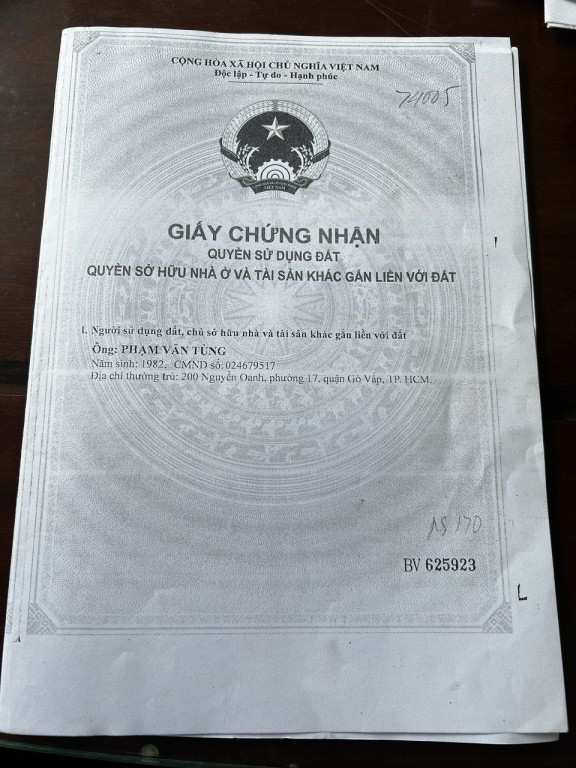 CỘNG HÒA XÃ HỘI CHỦ NGHĨA VIỆT NAM
Độc lập - Tự do - Hạnh phúc
74005
VIỆT NAM
GIẤY CHỨNG NHẬN
QUYỀN SỬ DỤNG ĐẤT
QUYỀN SỞ HỮU NHÀ Ở VÀ TÀI SẢN KHÁC GẮN LIỀN VỚI ĐẤT
I. Người sử dụng đất, chủ sở hữu nhà và tài sản khác gắn liền với đất
Ông: PHẠM VĂN TÙNG
Năm sinh: 1982, CMND số: 024679517
Địa chỉ thường trú: 200 Nguyễn Oanh, phường 17, quận Gò Vấp, TP. HCM.
170
BV 625923